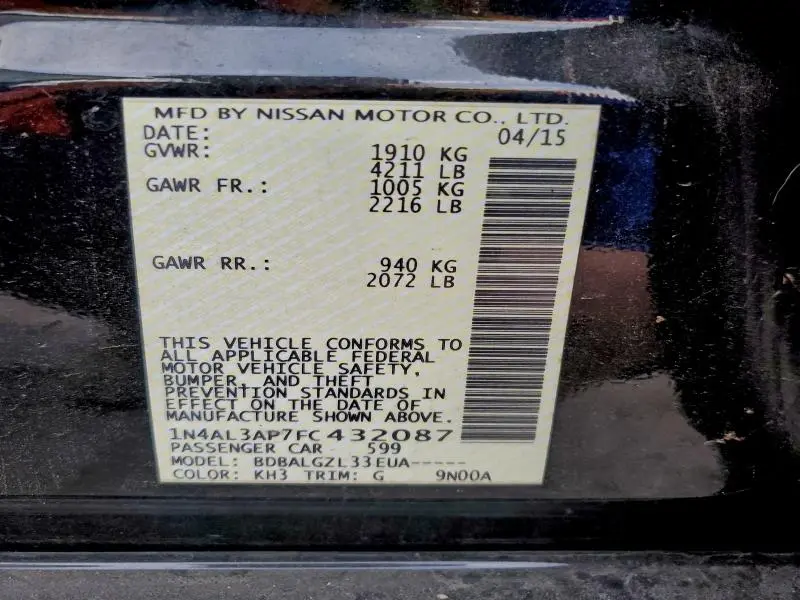 MFD BY NISSAN MOTOR CO., LTD.
DATE: 04/15
GVWR: 1910 KG
4211 LB
GAWR FR.: 1005 KG
2216 LB
GAWR RR.: 940 KG
2072 LB
THIS VEHICLE CONFORMS TO
ALL APPLICABLE FEDERAL
MOTOR VEHICLE SAFETY,
BUMPER, AND THEFT
PREVENTION STANDARDS IN
EFFECT ON THE DATE OF
MANUFACTURE SHOWN ABOVE.
1N4AL3AP7FC432087
PASSENGER CAR 599
MODEL: BDBALGZL33EUA-----
COLOR: KH3 TRIM: G 9N00A